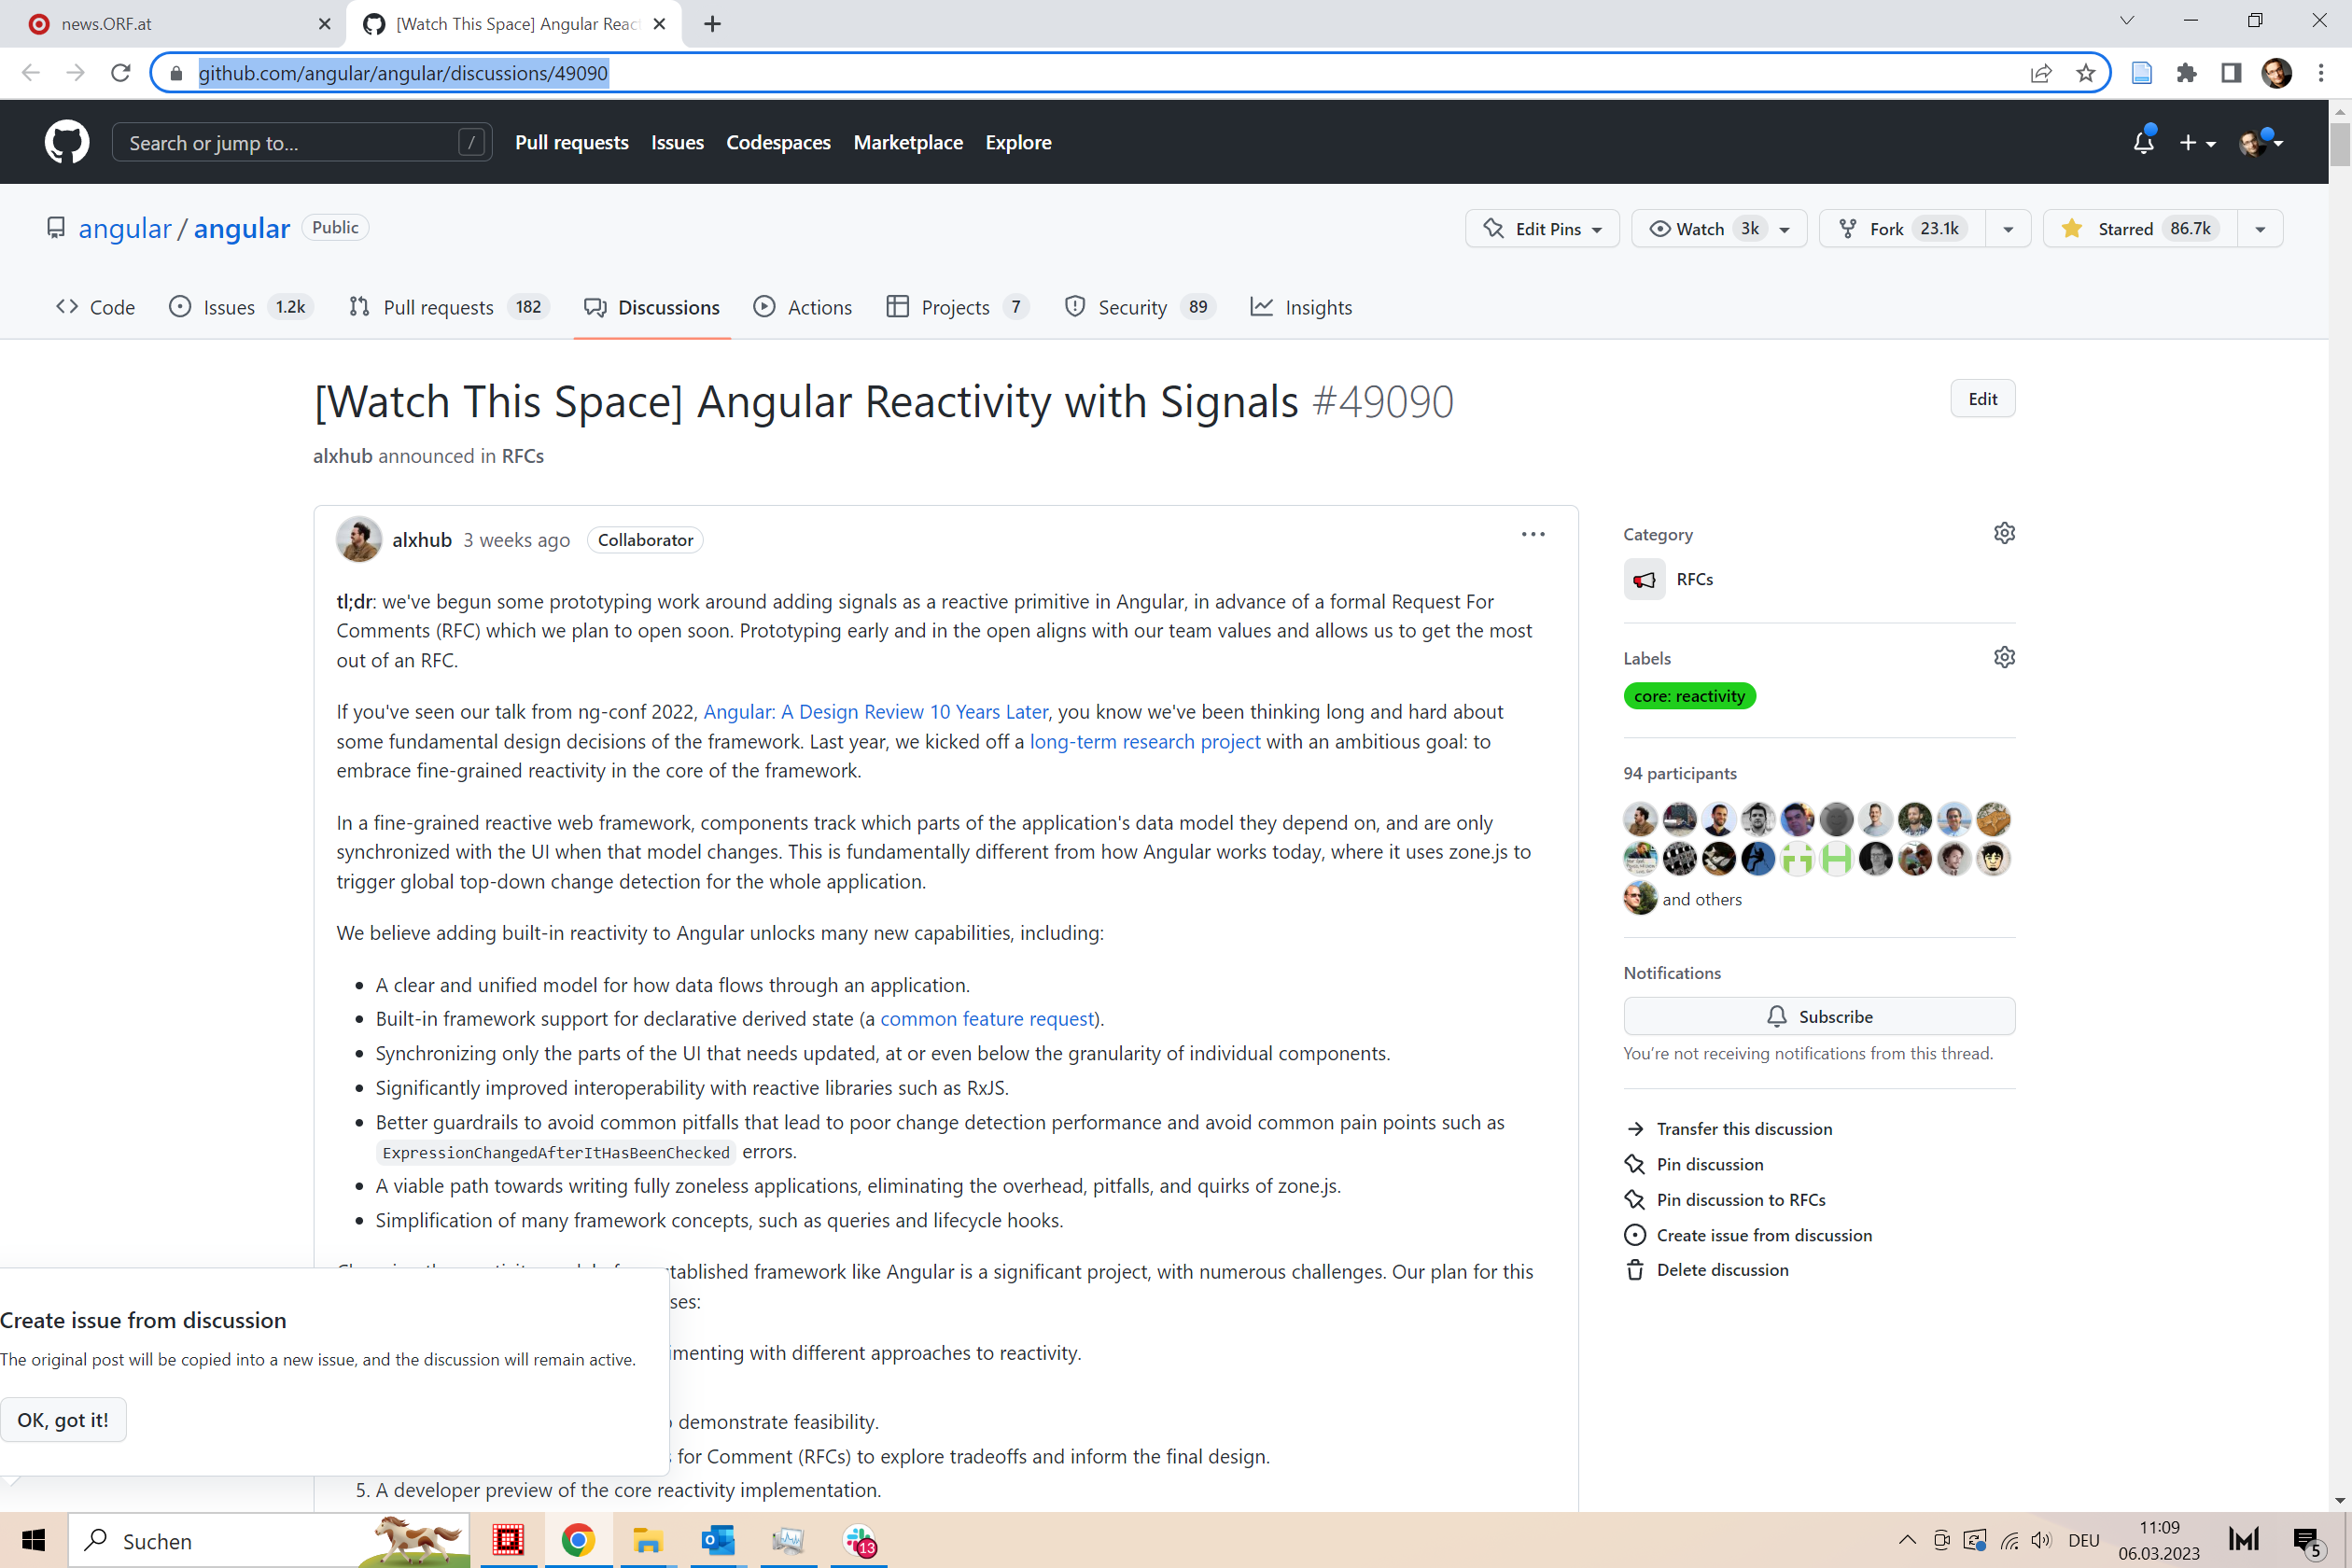 news.ORF.at
[Watch This Space] Angular Reac
github.com/angular/angular/discussions/49090
Search or jump to... /
Pull requests Issues Codespaces Marketplace Explore
angular / angular Public
Edit Pins Watch 3k Fork 23.1k Starred 86.7k
Code Issues 1.2k Pull requests 182 Discussions Actions Projects 7 Security 89 Insights
[Watch This Space] Angular Reactivity with Signals #49090
Edit
alxhub announced in RFCs
alxhub 3 weeks ago Collaborator
tl;dr: we've begun some prototyping work around adding signals as a reactive primitive in Angular, in advance of a formal Request For
Comments (RFC) which we plan to open soon. Prototyping early and in the open aligns with our team values and allows us to get the most
out of an RFC.
If you've seen our talk from ng-conf 2022, Angular: A Design Review 10 Years Later, you know we've been thinking long and hard about
some fundamental design decisions of the framework. Last year, we kicked off a long-term research project with an ambitious goal: to
embrace fine-grained reactivity in the core of the framework.
In a fine-grained reactive web framework, components track which parts of the application's data model they depend on, and are only
synchronized with the UI when that model changes. This is fundamentally different from how Angular works today, where it uses zone.js to
trigger global top-down change detection for the whole application.
We believe adding built-in reactivity to Angular unlocks many new capabilities, including:
• A clear and unified model for how data flows through an application.
• Built-in framework support for declarative derived state (a common feature request).
• Synchronizing only the parts of the UI that needs updated, at or even below the granularity of individual components.
• Significantly improved interoperability with reactive libraries such as RxJS.
• Better guardrails to avoid common pitfalls that lead to poor change detection performance and avoid common pain points such as
ExpressionChangedAfterItHasBeenChecked errors.
• A viable path towards writing fully zoneless applications, eliminating the overhead, pitfalls, and quirks of zone.js.
• Simplification of many framework concepts, such as queries and lifecycle hooks.
tablished framework like Angular is a significant project, with numerous challenges. Our plan for this
ses:
imenting with different approaches to reactivity.
demonstrate feasibility.
for Comment (RFCs) to explore tradeoffs and inform the final design.
5. A developer preview of the core reactivity implementation.
Category
RFCs
Labels
core: reactivity
94 participants
and others
Notifications
Subscribe
You're not receiving notifications from this thread.
Transfer this discussion
Pin discussion
Pin discussion to RFCs
Create issue from discussion
Delete discussion
Create issue from discussion
The original post will be copied into a new issue, and the discussion will remain active.
OK, got it!
Suchen
13
DEU
11:09
06.03.2023
5